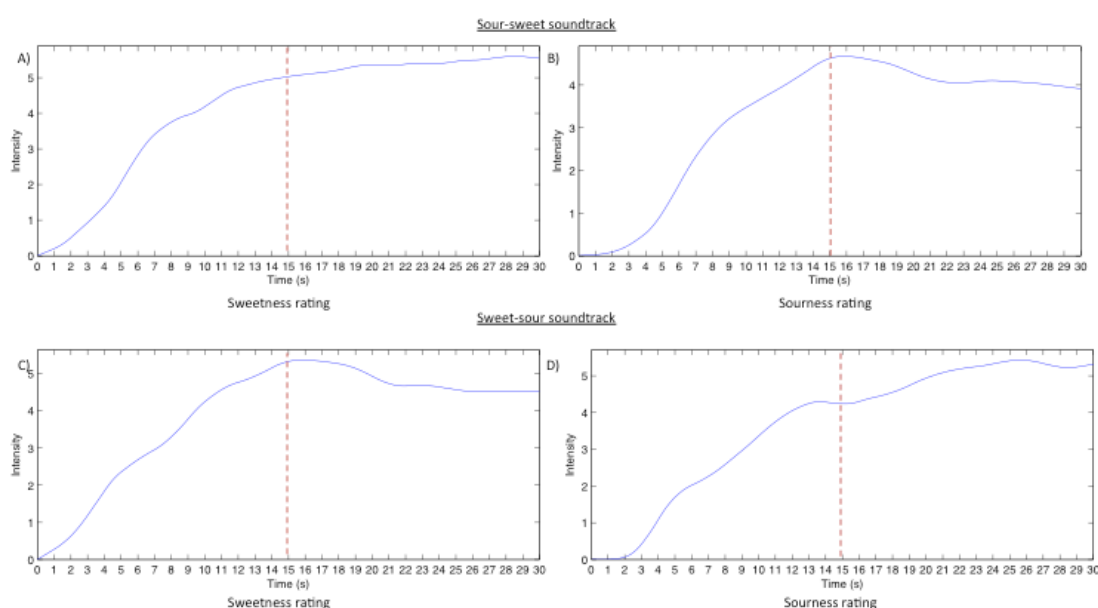 Sour-sweet soundtrack
A)
5
4
3
2
1
0
Intensity
0 1 2 3 4 5 6 7 8 9 10 11 12 13 14 15 16 17 18 19 20 21 22 23 24 25 26 27 28 29 30
Time (s)
Sweetness rating
B)
4
3
2
1
0
Intensity
0 1 2 3 4 5 6 7 8 9 10 11 12 13 14 15 16 17 18 19 20 21 22 23 24 25 26 27 28 29 30
Time (s)
Sourness rating
Sweet-sour soundtrack
C)
5
4
3
2
1
0
Intensity
0 1 2 3 4 5 6 7 8 9 10 11 12 13 14 15 16 17 18 19 20 21 22 23 24 25 26 27 28 29 30
Time (s)
Sweetness rating
D)
5
4
3
2
1
0
Intensity
0 1 2 3 4 5 6 7 8 9 10 11 12 13 14 15 16 17 18 19 20 21 22 23 24 25 26 27 28 29 30
Time (s)
Sourness rating